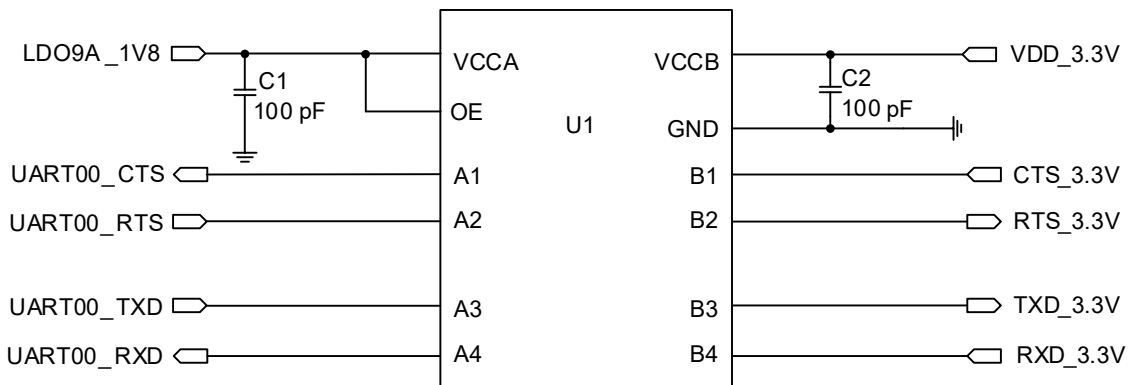 LDO9A_1V8
VCCA
VCCB
VDD_3.3V
C1
100 pF
C2
100 pF
OE
U1
GND
UART00_CTS
A1
B1
CTS_3.3V
UART00_RTS
A2
B2
RTS_3.3V
UART00_TXD
A3
B3
TXD_3.3V
UART00_RXD
A4
B4
RXD_3.3V